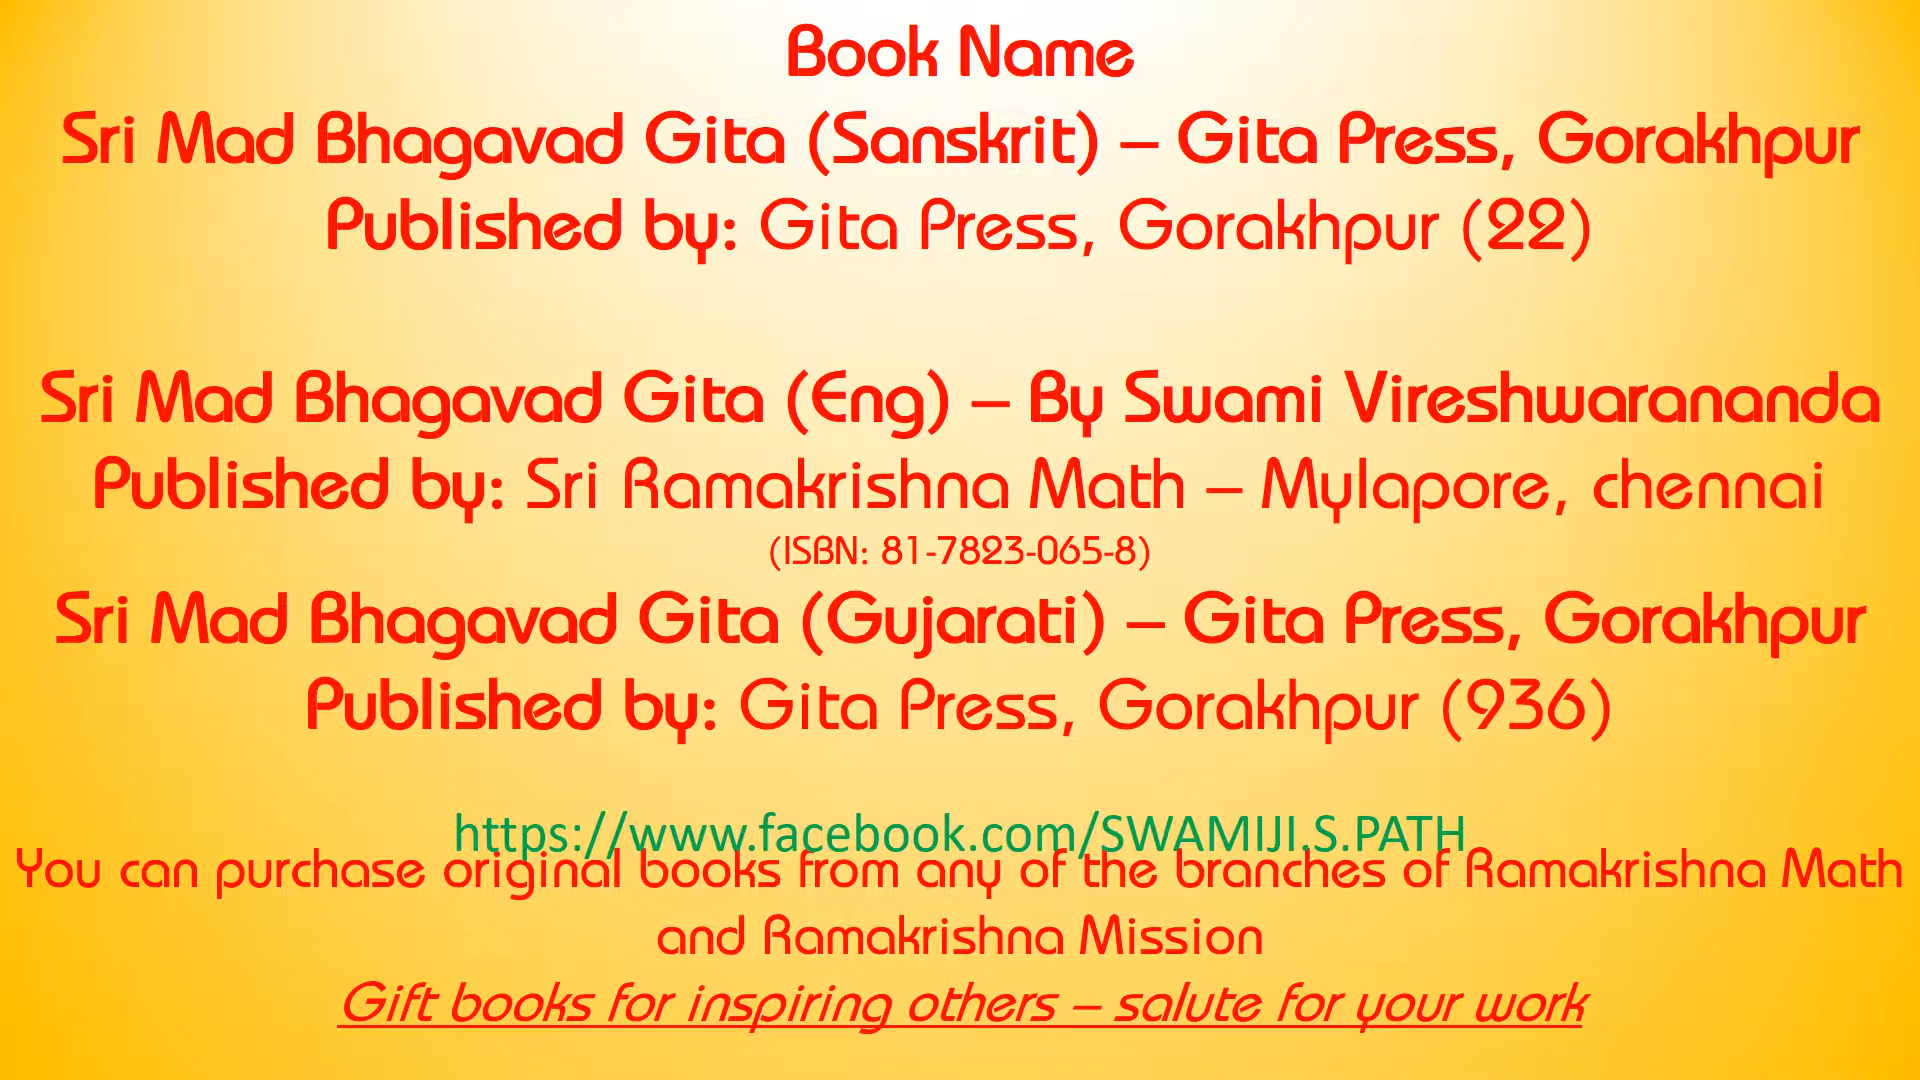 Book Name
Sri Mad Bhagavad Gita (Sanskrit) – Gita Press, Gorakhpur
Published by: Gita Press, Gorakhpur (22)
Sri Mad Bhagavad Gita (Eng) – By Swami Vireshwarananda
Published by: Sri Ramakrishna Math – Mylapore, chennai
(ISBN: 81-7823-065-8)
Sri Mad Bhagavad Gita (Gujarati) – Gita Press, Gorakhpur
Published by: Gita Press, Gorakhpur (936)
https://www.facebook.com/SWAMIJI.S.PATH
You can purchase original books from any of the branches of Ramakrishna Math
and Ramakrishna Mission
Gift books for inspiring others – salute for your work